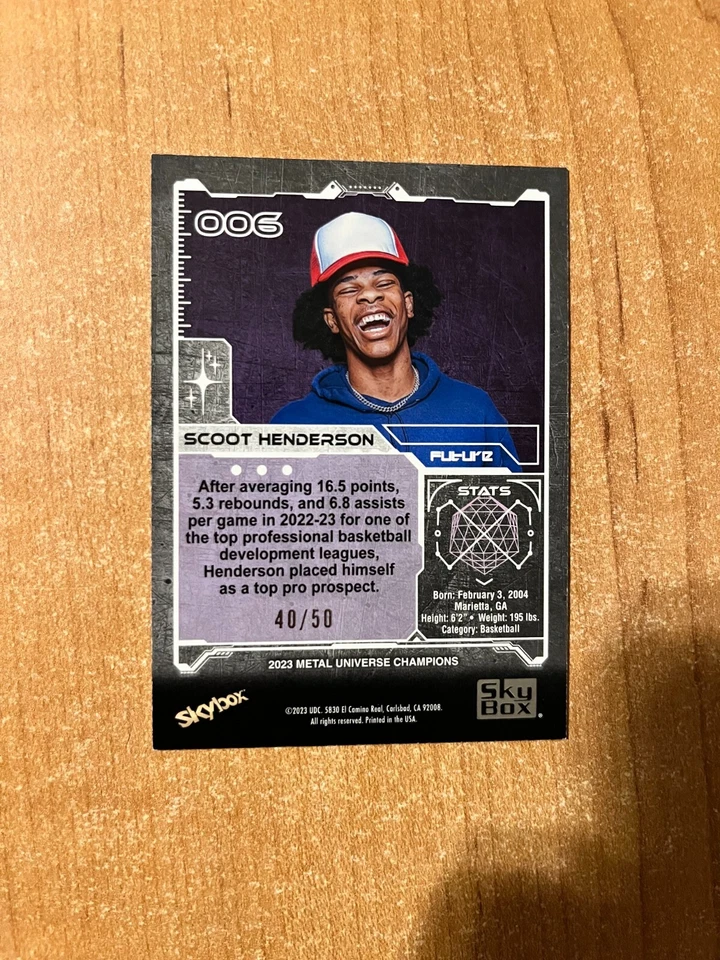 006
SCOOT HENDERSON
FUTURE
After averaging 16.5 points,
5.3 rebounds, and 6.8 assists
per game in 2022-23 for one of
the top professional basketball
development leagues,
Henderson placed himself
as a top pro prospect.
40/50
STATS
Born: February 3, 2004
Marietta, GA
Height: 6'2" • Weight: 195 lbs.
Category: Basketball
2023 METAL UNIVERSE CHAMPIONS
skybox
©2023 UDC. 5830 El Camino Real, Carlsbad, CA 92008.
All rights reserved. Printed in the USA.
Sky
Box®